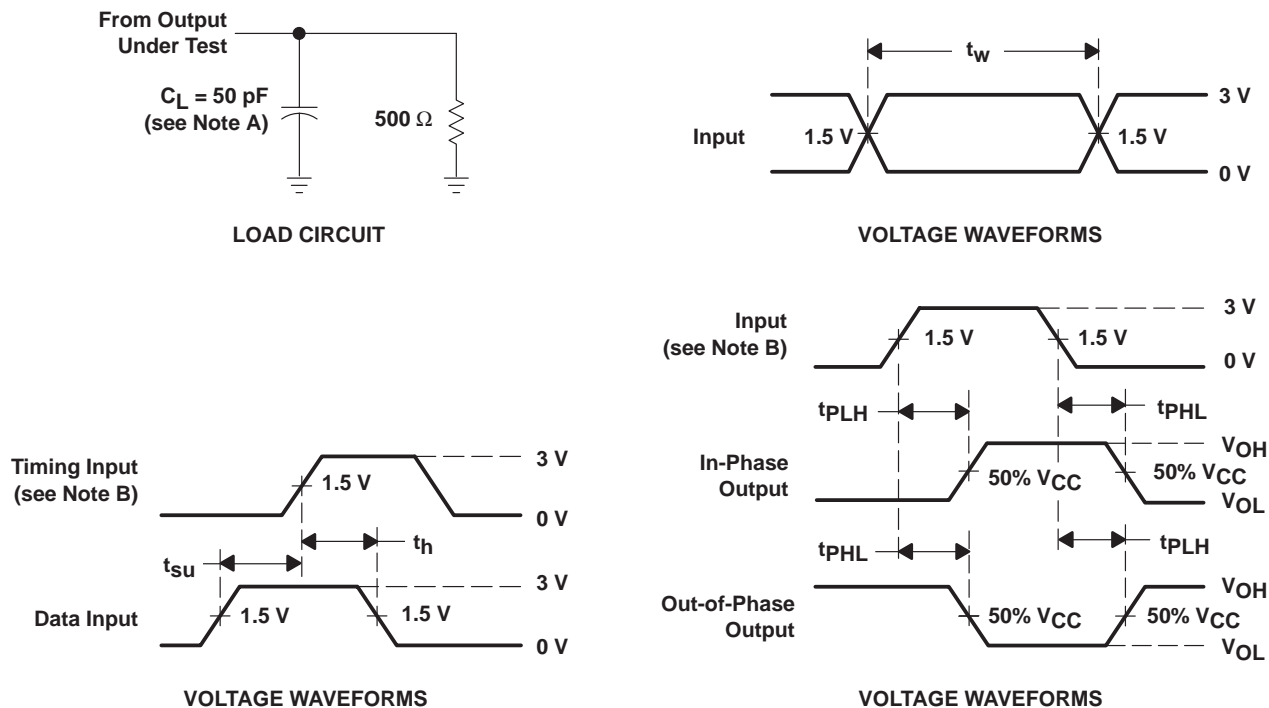 From Output
Under Test
CL = 50 pF
(see Note A)
500 Ω
LOAD CIRCUIT
tw
Input
1.5 V
1.5 V
3 V
0 V
VOLTAGE WAVEFORMS
Timing Input
(see Note B)
1.5 V
3 V
0 V
th
tsu
Data Input
1.5 V
1.5 V
3 V
0 V
VOLTAGE WAVEFORMS
Input
(see Note B)
1.5 V
1.5 V
3 V
0 V
tPLH
tPHL
In-Phase
Output
50% VCC
50% VCC
VOH
VOL
tPHL
tPLH
Out-of-Phase
Output
50% VCC
50% VCC
VOH
VOL
VOLTAGE WAVEFORMS